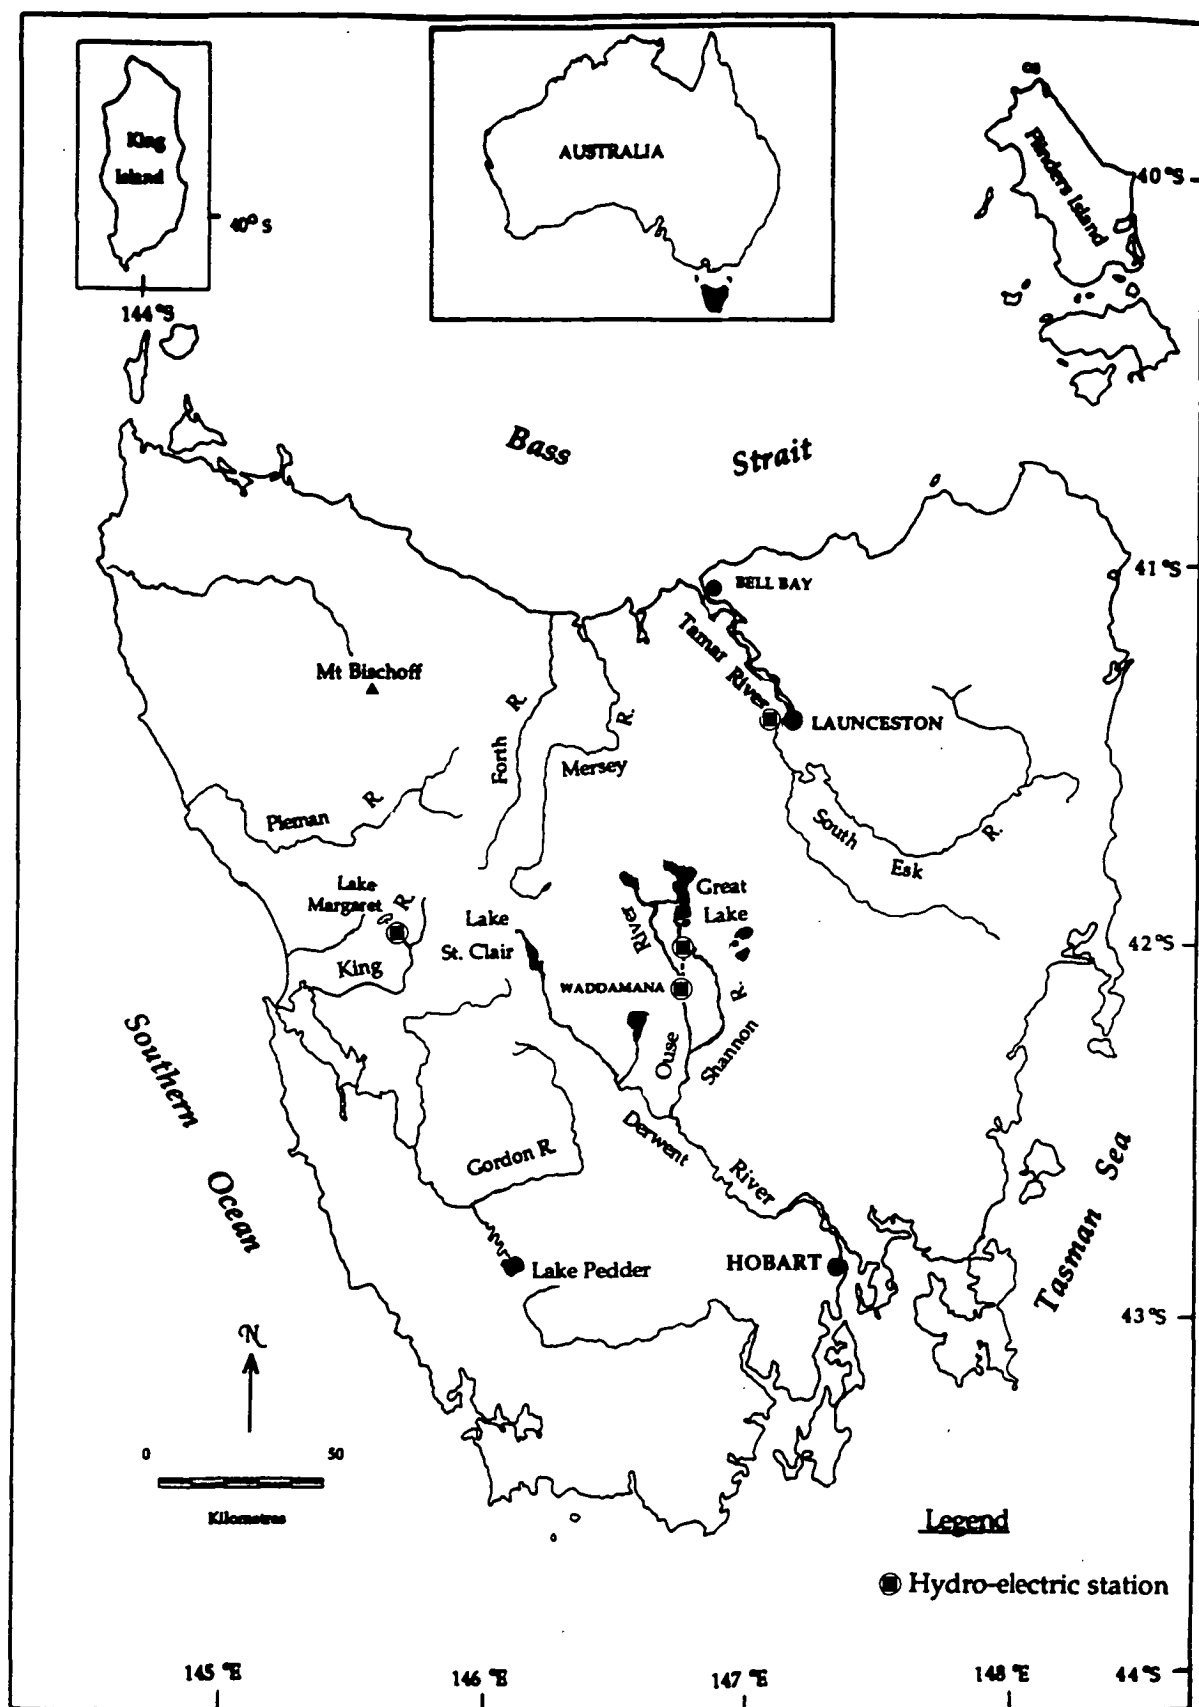 King
Island
40° S
144 °S
AUSTRALIA
Flinders Island
40 °S
Bass Strait
41 °S
BELL BAY
Tamar River
Mt Bischoff
LAUNCESTON
Forth R.
Mersey R.
Pieman R.
South Esk R.
Lake
Margaret
King R.
Lake
St. Clair
River
Great
Lake
42 °S
WADDAMANA
Ouse
Shannon R.
Southern Ocean
Derwent River
Gordon R.
Lake Pedder
HOBART
Tasman Sea
43 °S
N
0 50
Kilometres
Legend
Hydro-electric station
145 °E 146 °E 147 °E 148 °E 44 °S